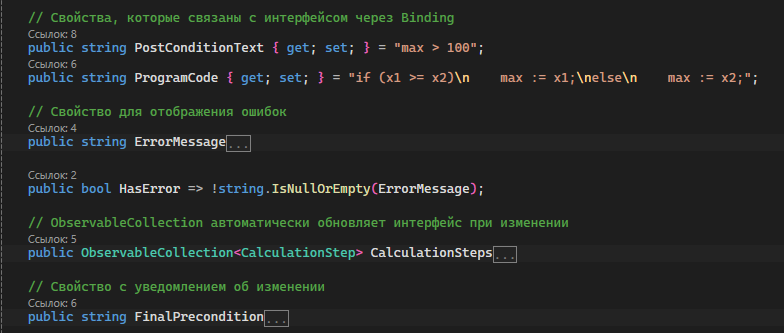 // Свойства, которые связаны с интерфейсом через Binding
Ссылок: 8
public string PostConditionText { get; set; } = "max > 100";
Ссылок: 6
public string ProgramCode { get; set; } = "if (x1 >= x2)\n    max := x1;\nelse\n    max := x2;";
// Свойство для отображения ошибок
Ссылок: 4
public string ErrorMessage...
Ссылок: 2
public bool HasError => !string.IsNullOrEmpty(ErrorMessage);
// ObservableCollection автоматически обновляет интерфейс при изменении
Ссылок: 5
public ObservableCollection<CalculationStep> CalculationSteps...
// Свойство с уведомлением об изменении
Ссылок: 6
public string FinalPrecondition...